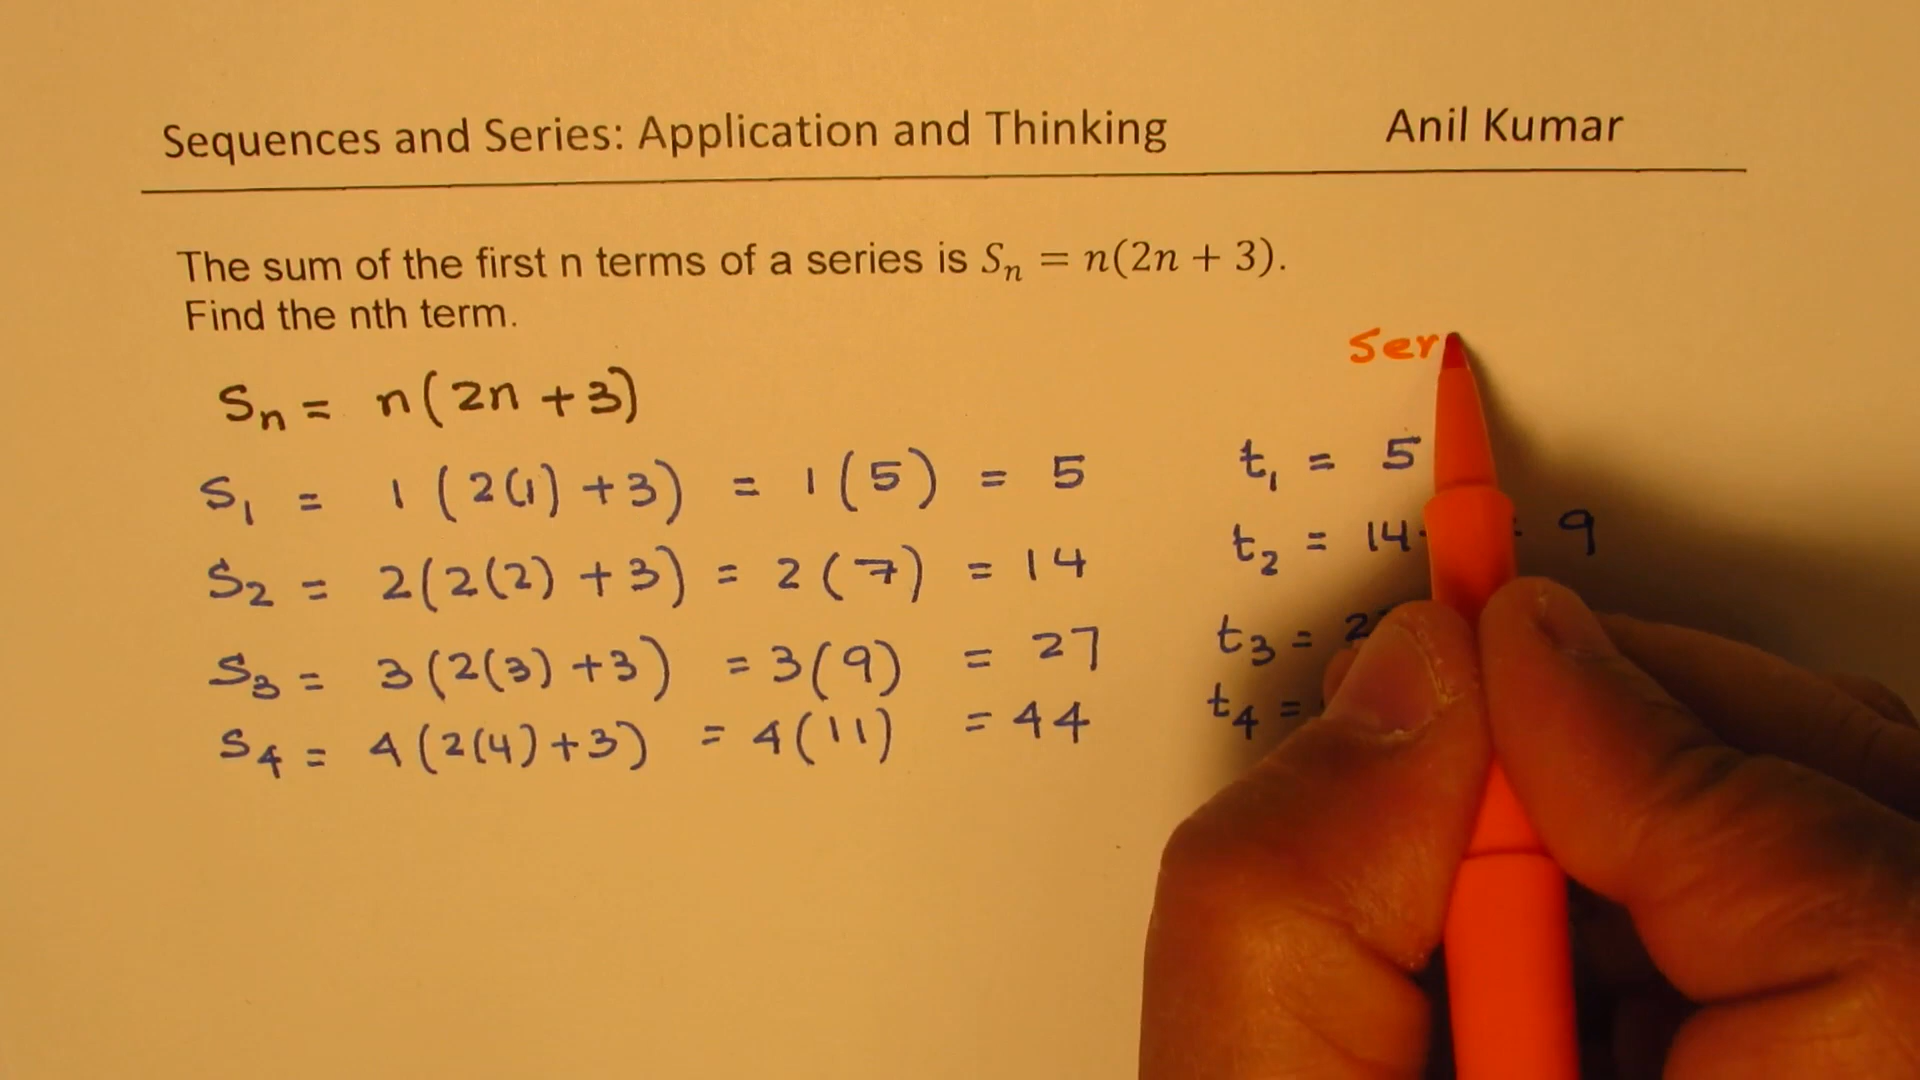 Sequences and Series: Application and Thinking Anil Kumar
The sum of the first n terms of a series is Sₙ = n(2n + 3).
Find the nth term.
Ser
Sₙ = n(2n + 3)
S₁ = 1(2(1) + 3) = 1(5) = 5 t₁ = 5
S₂ = 2(2(2) + 3) = 2(7) = 14 t₂ = 14 = 9
S₃ = 3(2(3) + 3) = 3(9) = 27 t₃ = 2
S₄ = 4(2(4) + 3) = 4(11) = 44 t₄ =